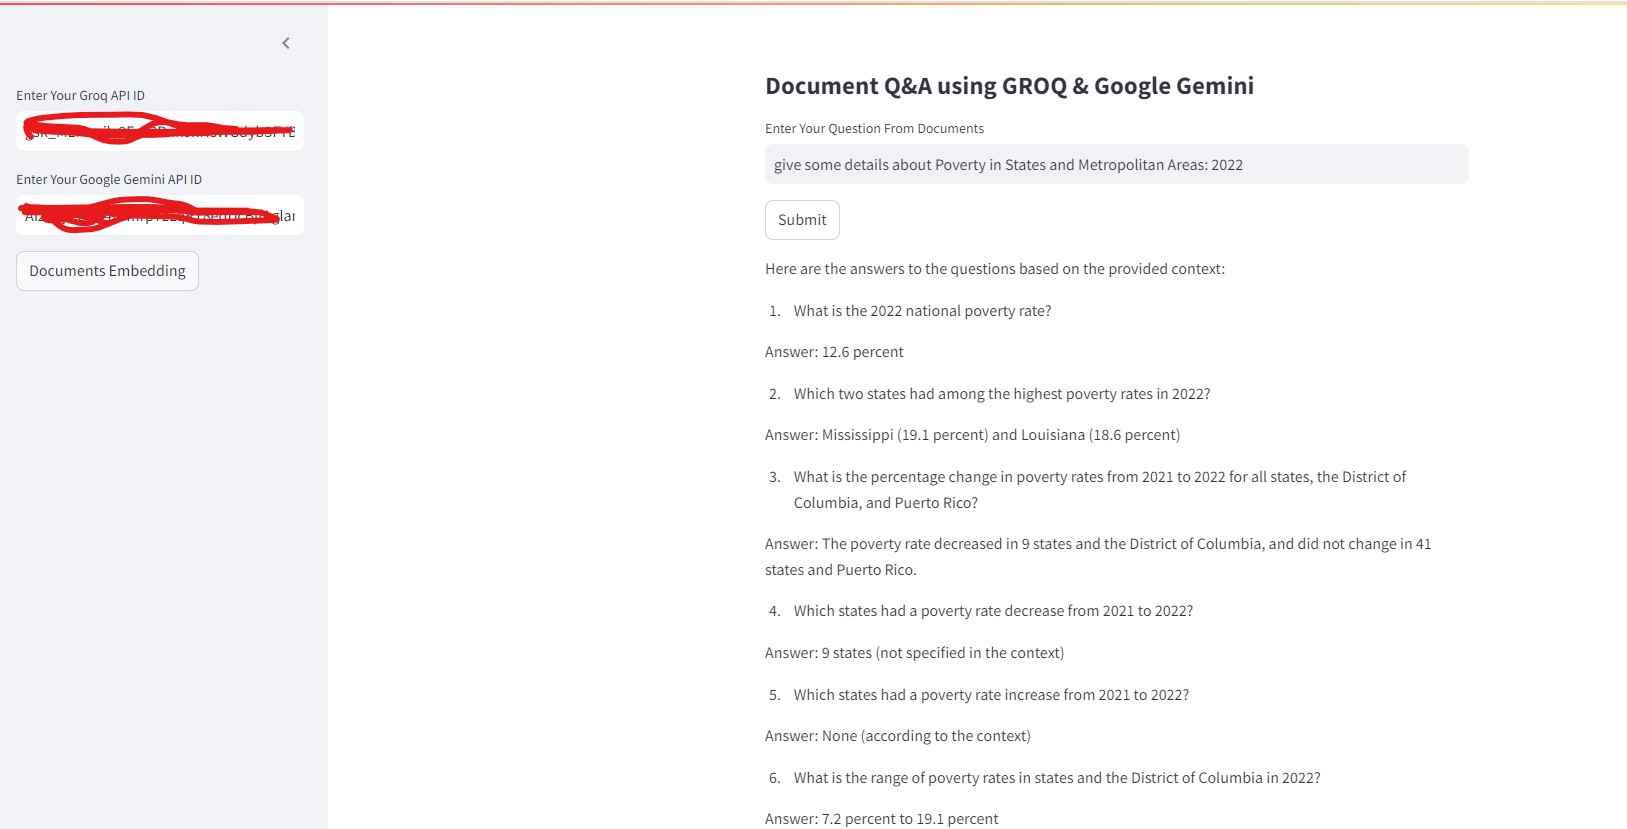 Enter Your Groq API ID
Enter Your Google Gemini API ID
Documents Embedding
Document Q&A using GROQ & Google Gemini
Enter Your Question From Documents
give some details about Poverty in States and Metropolitan Areas: 2022
Submit
Here are the answers to the questions based on the provided context:
1. What is the 2022 national poverty rate?
Answer: 12.6 percent
2. Which two states had among the highest poverty rates in 2022?
Answer: Mississippi (19.1 percent) and Louisiana (18.6 percent)
3. What is the percentage change in poverty rates from 2021 to 2022 for all states, the District of
Columbia, and Puerto Rico?
Answer: The poverty rate decreased in 9 states and the District of Columbia, and did not change in 41
states and Puerto Rico.
4. Which states had a poverty rate decrease from 2021 to 2022?
Answer: 9 states (not specified in the context)
5. Which states had a poverty rate increase from 2021 to 2022?
Answer: None (according to the context)
6. What is the range of poverty rates in states and the District of Columbia in 2022?
Answer: 7.2 percent to 19.1 percent